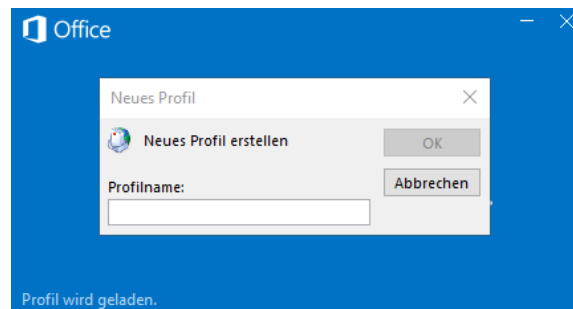 Office
Neues Profil
Neues Profil erstellen
OK
Profilname:
Abbrechen
Profil wird geladen.